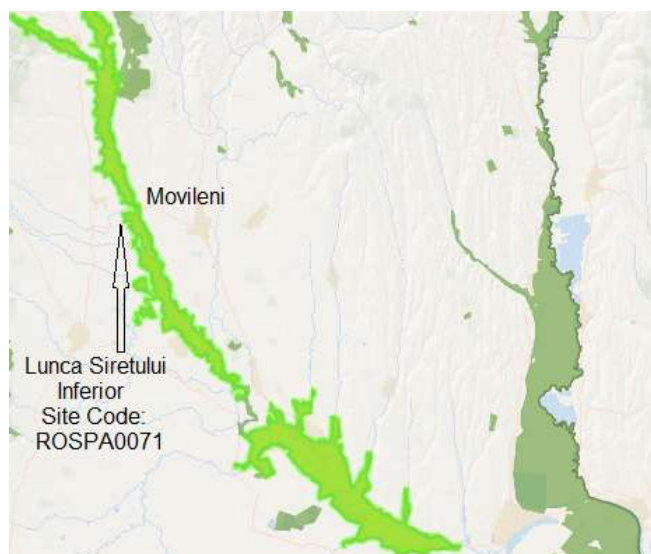 Movileni
Lunca Siretului
Inferior
Site Code:
ROSPA0071